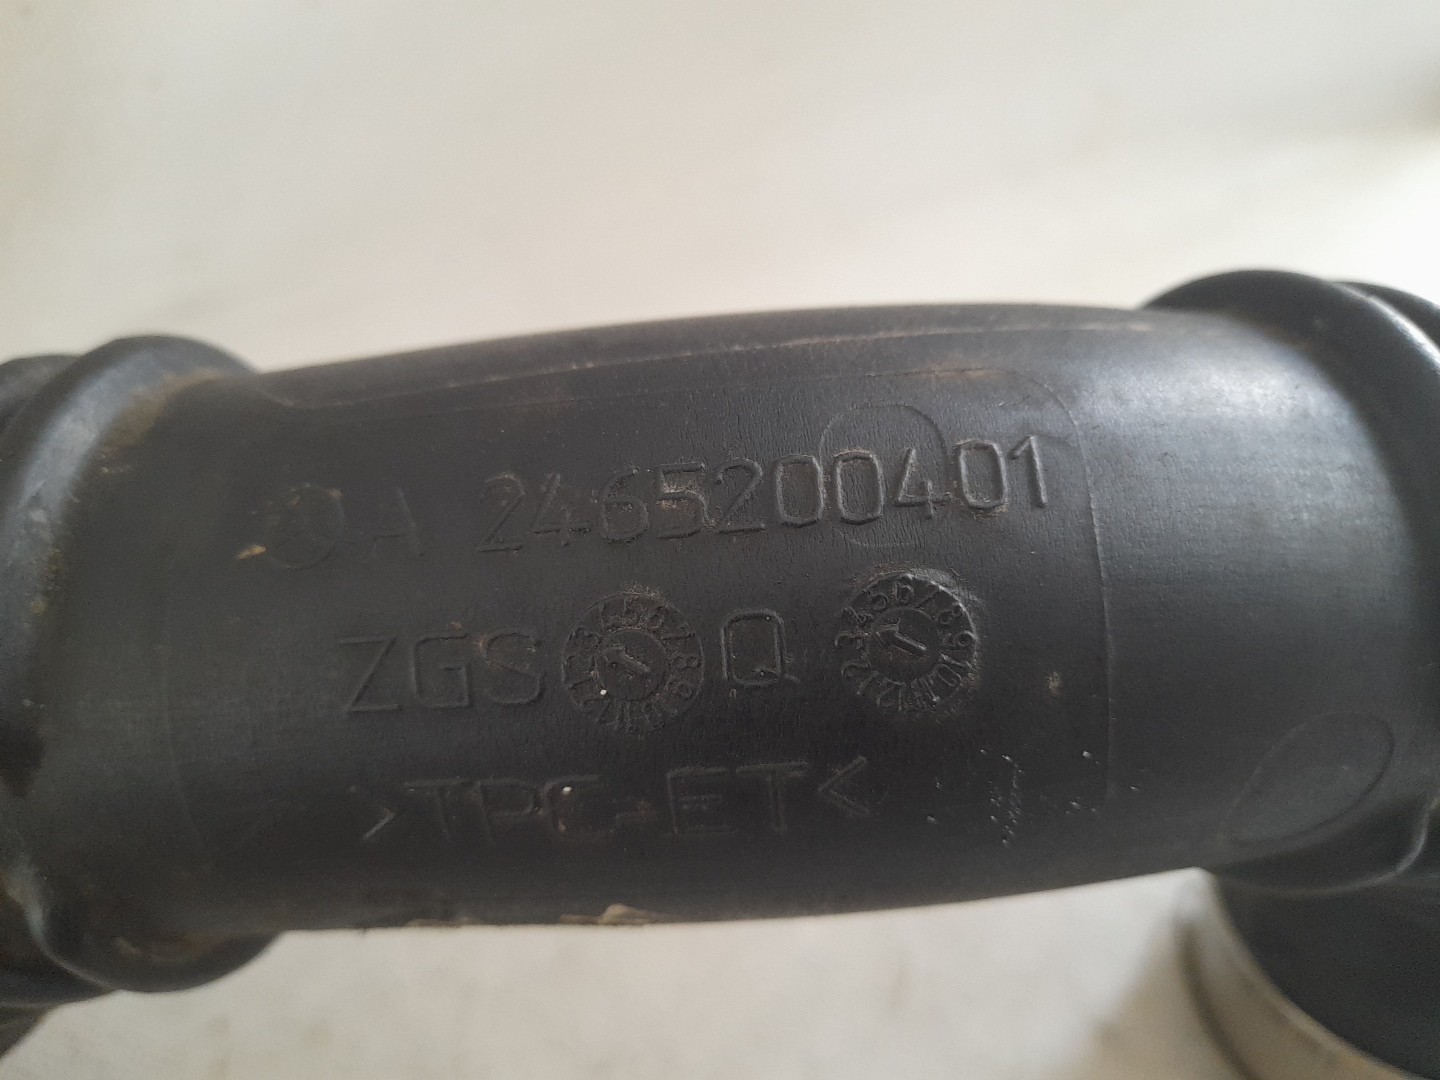 A 2465200401
ZGS Q
>TPC-ET<